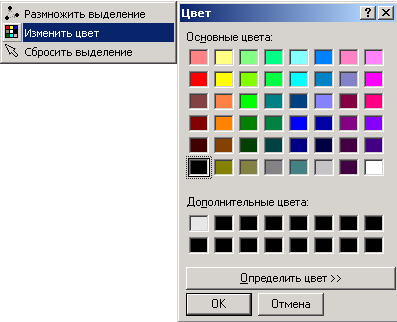 Размножить выделение
Изменить цвет
Сбросить выделение
Цвет
Основные цвета:
Дополнительные цвета:
Определить цвет >>
OK
Отмена